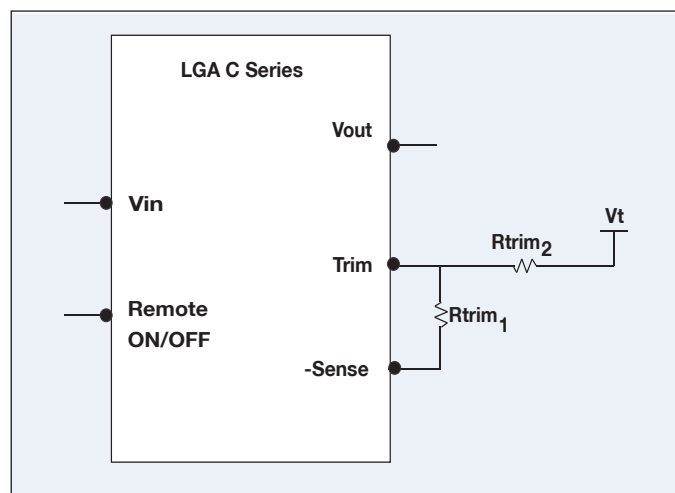 LGA C Series
Vout
Vin
Vt
Rtrim2
Trim
Remote
ON/OFF
Rtrim1
-Sense